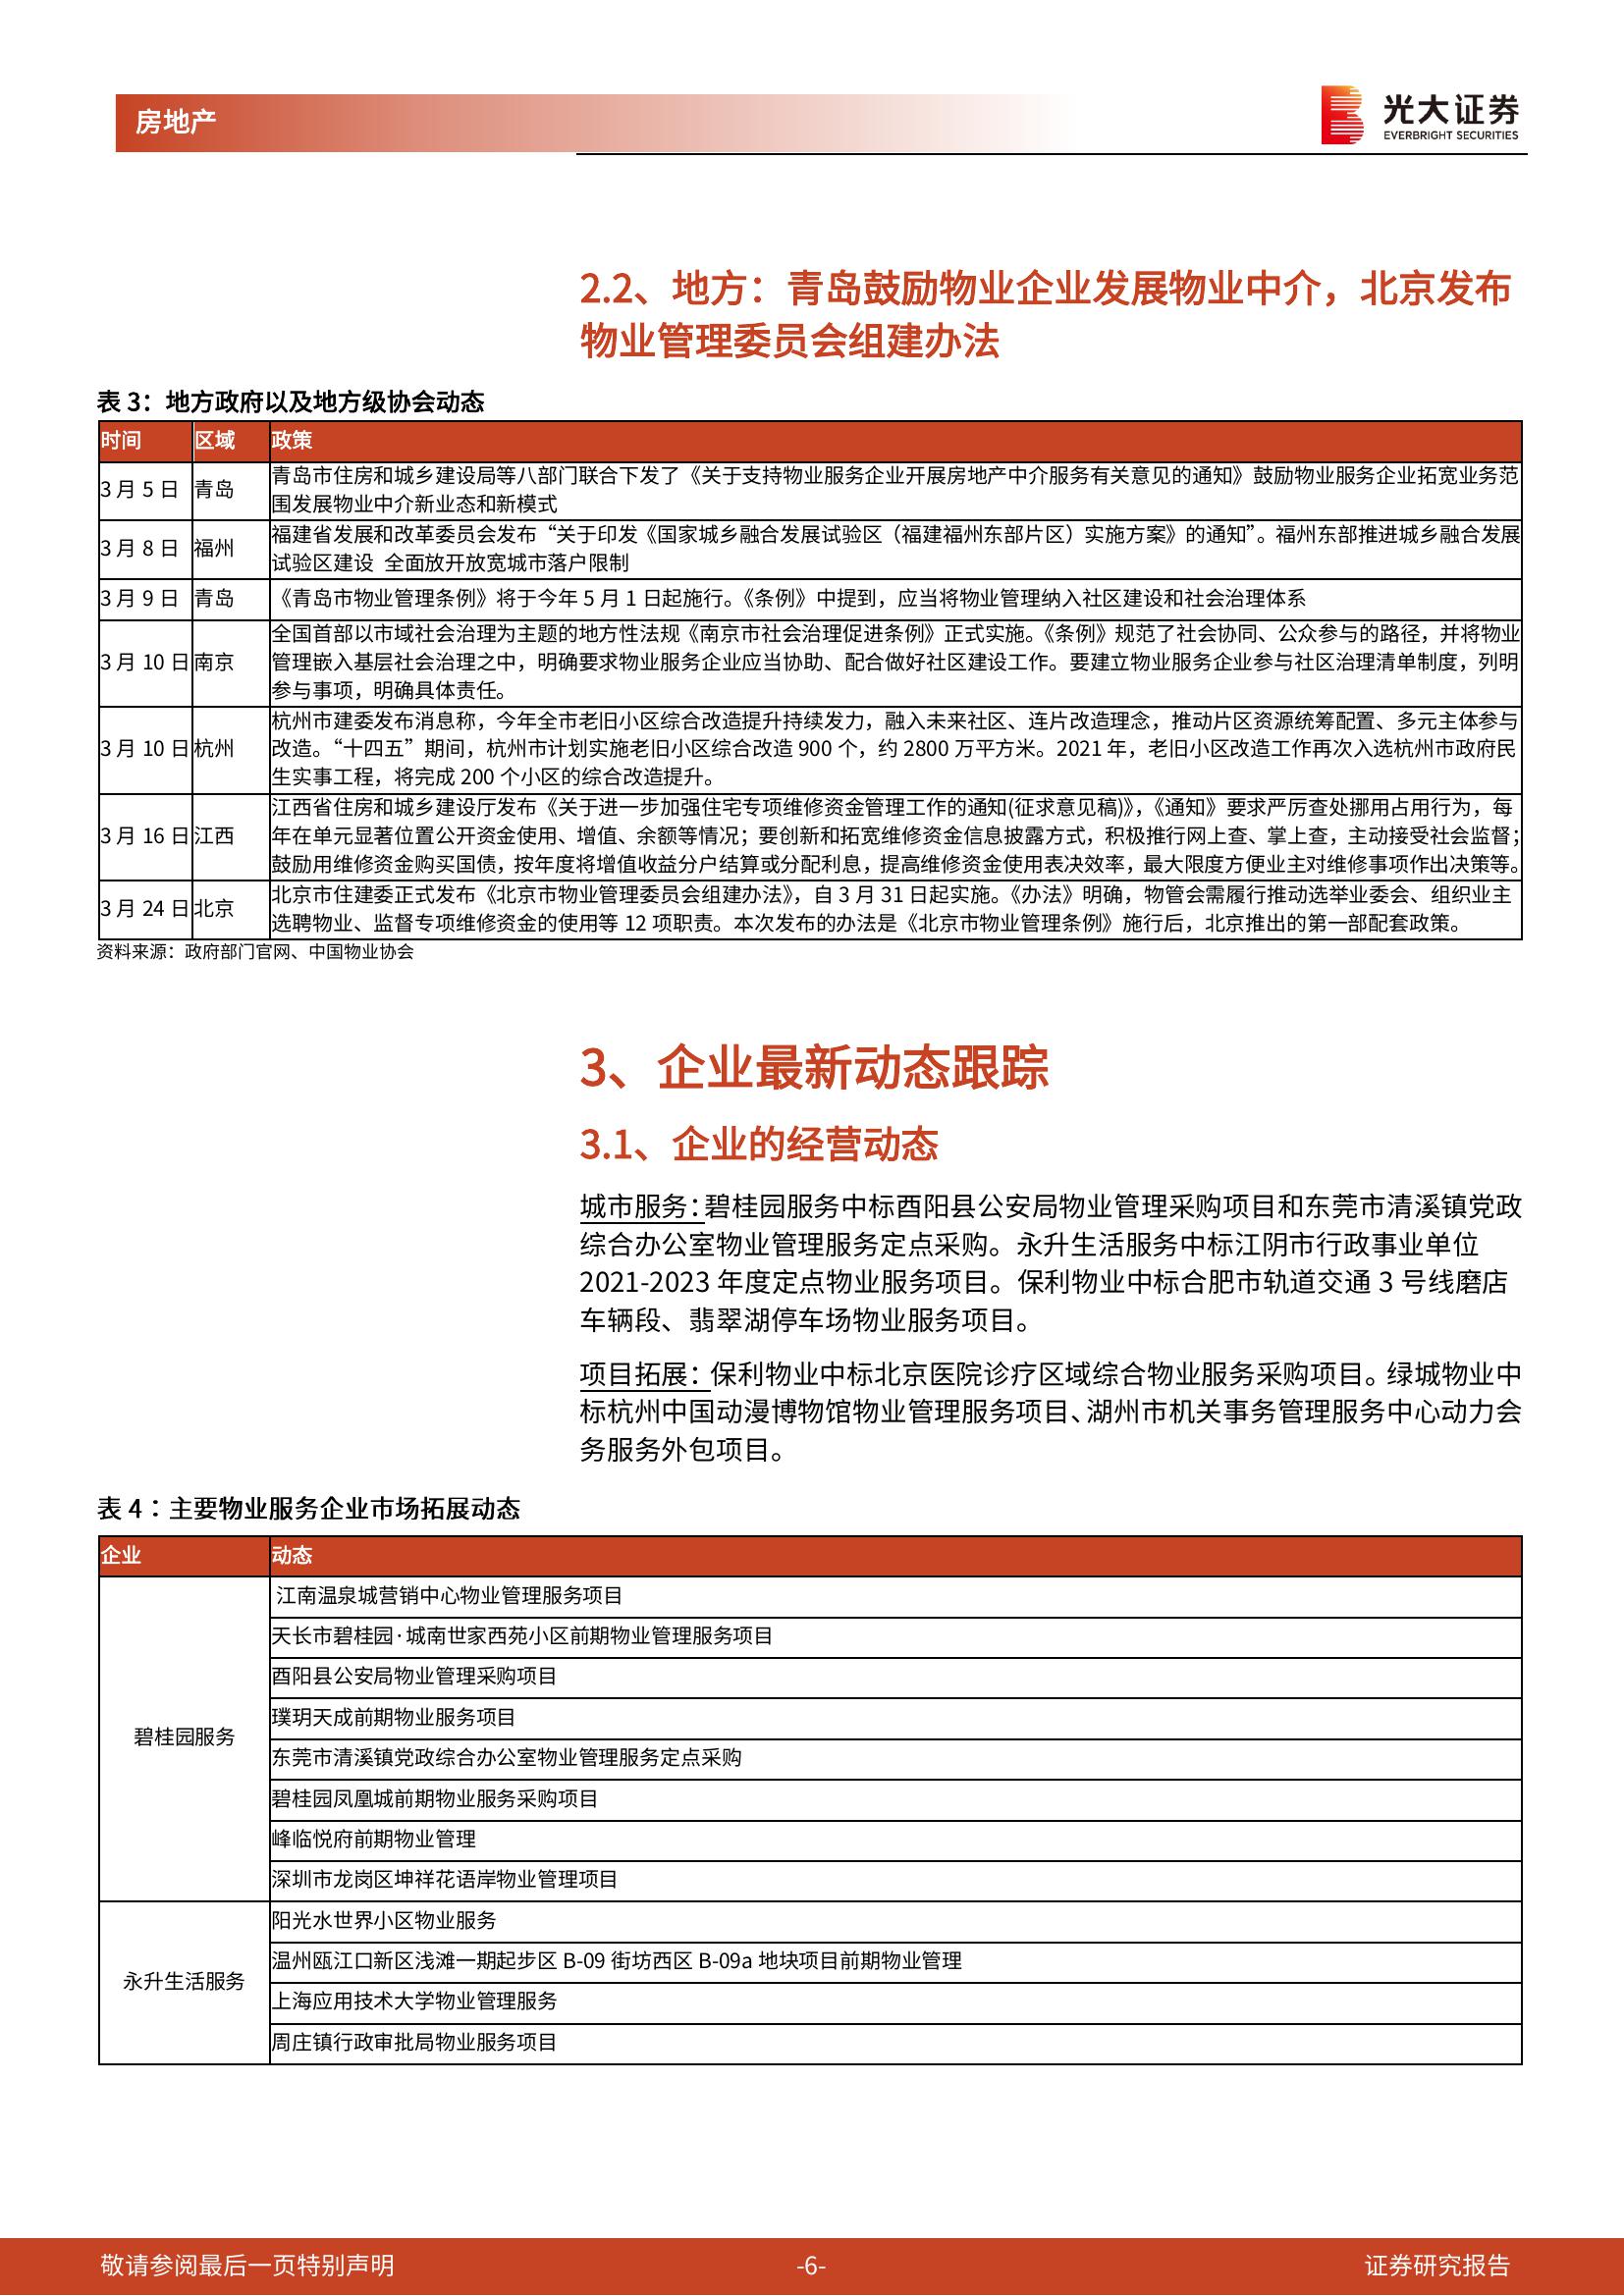 房地产
光大证券
EVERBRIGHT SECURITIES
2.2、地方：青岛鼓励物业企业发展物业中介，北京发布
物业管理委员会组建办法
表 3：地方政府以及地方级协会动态
时间 区域 政策
3 月 5 日 青岛 青岛市住房和城乡建设局等八部门联合下发了《关于支持物业服务企业开展房地产中介服务有关意见的通知》鼓励物业服务企业拓宽业务范
围发展物业中介新业态和新模式
3 月 8 日 福州 福建省发展和改革委员会发布“关于印发《国家城乡融合发展试验区（福建福州东部片区）实施方案》的通知”。福州东部推进城乡融合发展
试验区建设 全面放开放宽城市落户限制
3 月 9 日 青岛 《青岛市物业管理条例》将于今年 5 月 1 日起施行。《条例》中提到，应当将物业管理纳入社区建设和社会治理体系
3 月 10 日 南京 全国首部以市域社会治理为主题的地方性法规《南京市社会治理促进条例》正式实施。《条例》规范了社会协同、公众参与的路径，并将物业
管理嵌入基层社会治理之中，明确要求物业服务企业应当协助、配合做好社区建设工作。要建立物业服务企业参与社区治理清单制度，列明
参与事项，明确具体责任。
3 月 10 日 杭州 杭州市建委发布消息称，今年全市老旧小区综合改造提升持续发力，融入未来社区、连片改造理念，推动片区资源统筹配置、多元主体参与
改造。“十四五”期间，杭州市计划实施老旧小区综合改造 900 个，约 2800 万平方米。2021 年，老旧小区改造工作再次入选杭州市政府民
生实事工程，将完成 200 个小区的综合改造提升。
3 月 16 日 江西 江西省住房和城乡建设厅发布《关于进一步加强住宅专项维修资金管理工作的通知(征求意见稿)》，《通知》要求严厉查处挪用占用行为，每
年在单元显著位置公开资金使用、增值、余额等情况；要创新和拓宽维修资金信息披露方式，积极推行网上查、掌上查，主动接受社会监督；
鼓励用维修资金购买国债，按年度将增值收益分户结算或分配利息，提高维修资金使用表决效率，最大限度方便业主对维修事项作出决策等。
3 月 24 日 北京 北京市住建委正式发布《北京市物业管理委员会组建办法》，自 3 月 31 日起实施。《办法》明确，物管会需履行推动选举业委会、组织业主
选聘物业、监督专项维修资金的使用等 12 项职责。本次发布的办法是《北京市物业管理条例》施行后，北京推出的第一部配套政策。
资料来源：政府部门官网、中国物业协会
3、企业最新动态跟踪
3.1、企业的经营动态
城市服务：碧桂园服务中标酉阳县公安局物业管理采购项目和东莞市清溪镇党政
综合办公室物业管理服务定点采购。永升生活服务中标江阴市行政事业单位
2021-2023 年度定点物业服务项目。保利物业中标合肥市轨道交通 3 号线磨店
车辆段、翡翠湖停车场物业服务项目。
项目拓展：保利物业中标北京医院诊疗区域综合物业服务采购项目。绿城物业中
标杭州中国动漫博物馆物业管理服务项目、湖州市机关事务管理服务中心动力会
务服务外包项目。
表 4：主要物业服务企业市场拓展动态
企业 动态
碧桂园服务
江南温泉城营销中心物业管理服务项目
天长市碧桂园·城南世家西苑小区前期物业管理服务项目
酉阳县公安局物业管理采购项目
璞玥天成前期物业服务项目
东莞市清溪镇党政综合办公室物业管理服务定点采购
碧桂园凤凰城前期物业服务采购项目
峰临悦府前期物业管理
深圳市龙岗区坤祥花语岸物业管理项目
永升生活服务
阳光水世界小区物业服务
温州瓯江口新区浅滩一期起步区 B-09 街坊西区 B-09a 地块项目前期物业管理
上海应用技术大学物业管理服务
周庄镇行政审批局物业服务项目
敬请参阅最后一页特别声明 -6- 证券研究报告